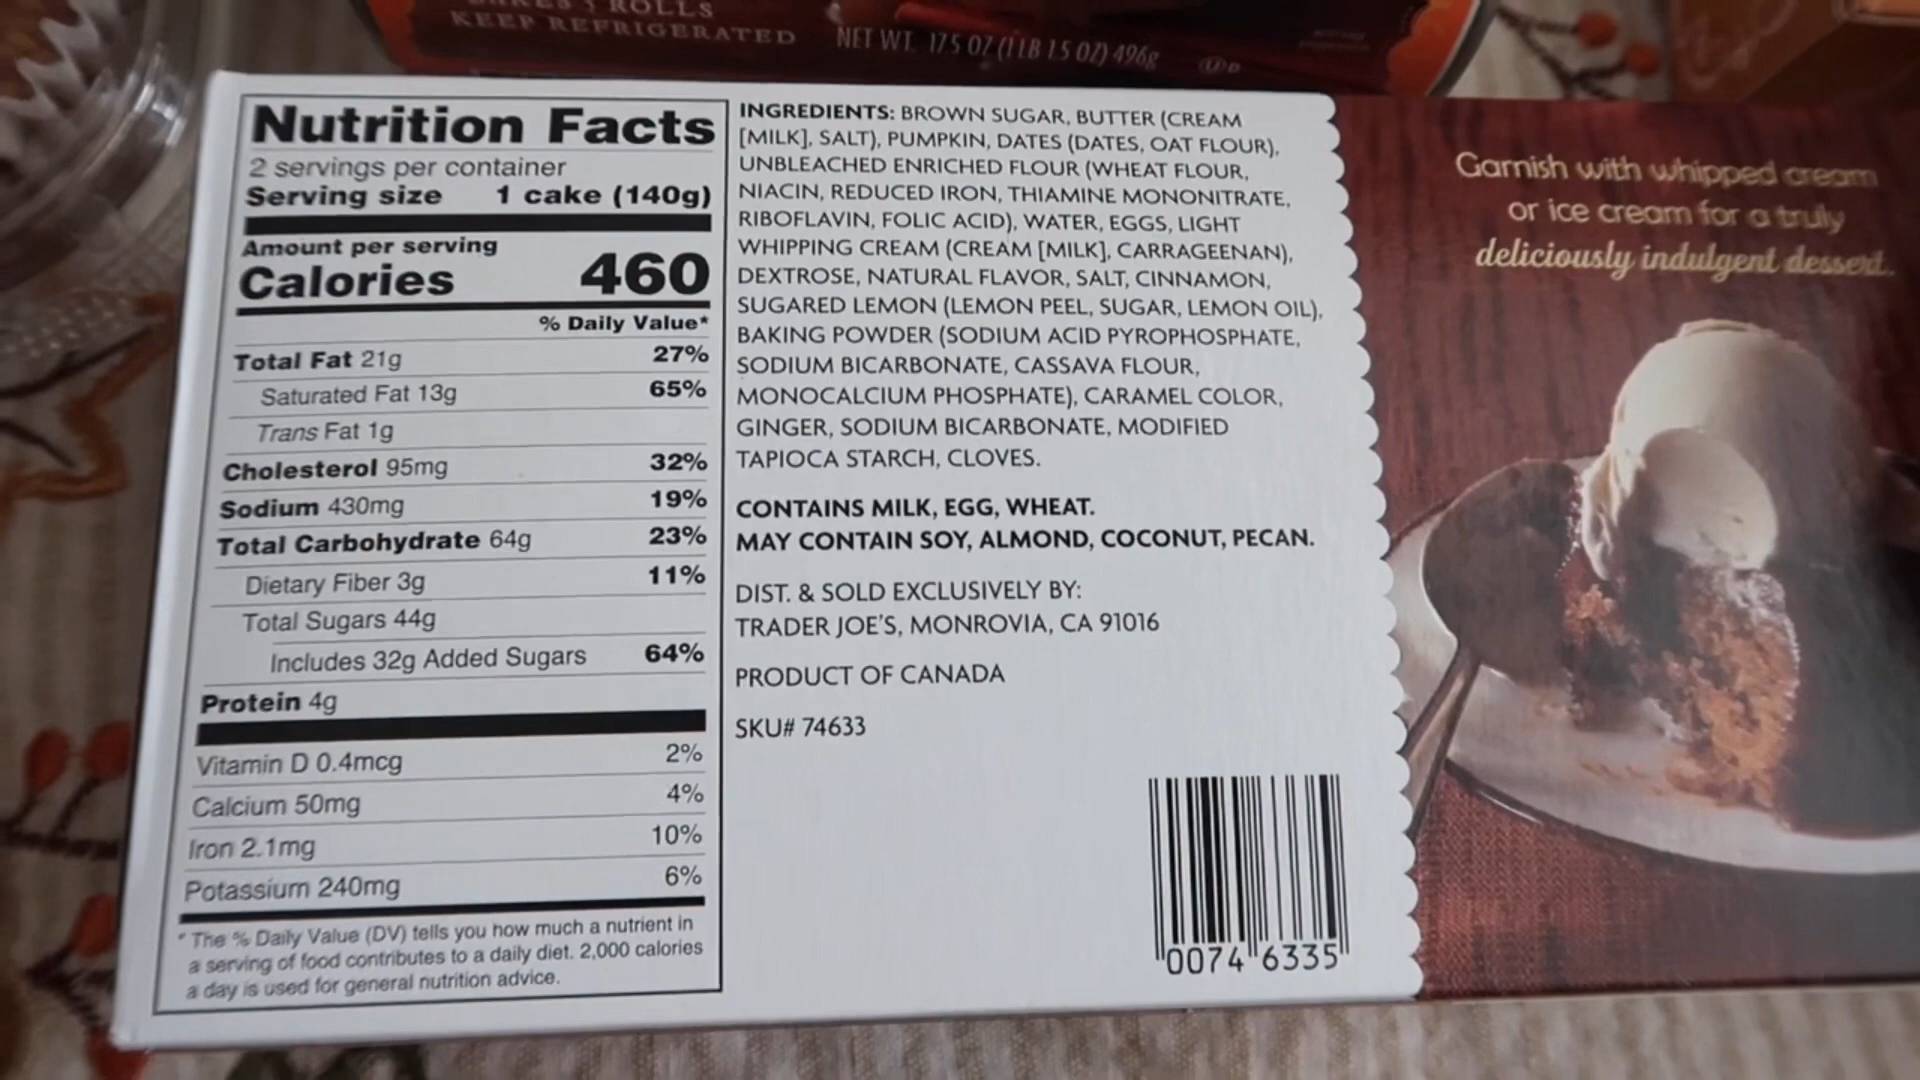 ROLLS
KEEP REFRIGERATED
NET WT. 17.5 OZ (1 LB 1.5 OZ) 496g
Nutrition Facts
2 servings per container
Serving size 1 cake (140g)
Amount per serving
Calories 460
% Daily Value*
Total Fat 21g 27%
Saturated Fat 13g 65%
Trans Fat 1g
Cholesterol 95mg 32%
Sodium 430mg 19%
Total Carbohydrate 64g 23%
Dietary Fiber 3g 11%
Total Sugars 44g
Includes 32g Added Sugars 64%
Protein 4g
Vitamin D 0.4mcg 2%
Calcium 50mg 4%
Iron 2.1mg 10%
Potassium 240mg 6%
* The % Daily Value (DV) tells you how much a nutrient in
a serving of food contributes to a daily diet. 2,000 calories
a day is used for general nutrition advice.
INGREDIENTS: BROWN SUGAR, BUTTER (CREAM
[MILK], SALT), PUMPKIN, DATES (DATES, OAT FLOUR),
UNBLEACHED ENRICHED FLOUR (WHEAT FLOUR,
NIACIN, REDUCED IRON, THIAMINE MONONITRATE,
RIBOFLAVIN, FOLIC ACID), WATER, EGGS, LIGHT
WHIPPING CREAM (CREAM [MILK], CARRAGEENAN),
DEXTROSE, NATURAL FLAVOR, SALT, CINNAMON,
SUGARED LEMON (LEMON PEEL, SUGAR, LEMON OIL),
BAKING POWDER (SODIUM ACID PYROPHOSPHATE,
SODIUM BICARBONATE, CASSAVA FLOUR,
MONOCALCIUM PHOSPHATE), CARAMEL COLOR,
GINGER, SODIUM BICARBONATE, MODIFIED
TAPIOCA STARCH, CLOVES.
CONTAINS MILK, EGG, WHEAT.
MAY CONTAIN SOY, ALMOND, COCONUT, PECAN.
DIST. & SOLD EXCLUSIVELY BY:
TRADER JOE'S, MONROVIA, CA 91016
PRODUCT OF CANADA
SKU# 74633
0074 6335
Garnish with whipped cream
or ice cream for a truly
deliciously indulgent dessert.